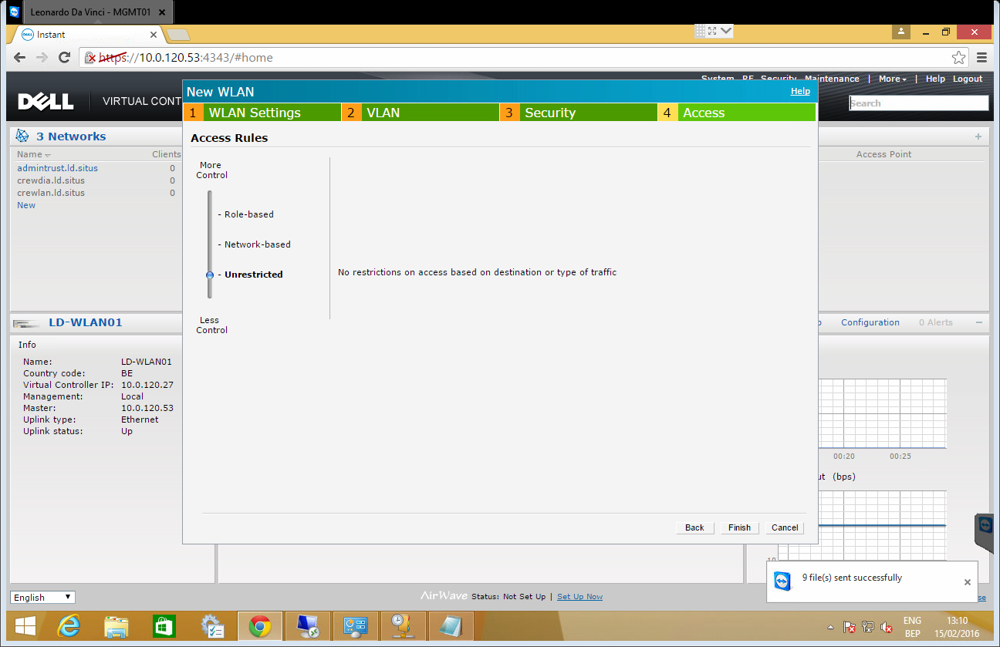 Leonardo Da Vinci - MGMT01
Instant
https://10.0.120.53:4343/#home
DELL
VIRTUAL CONT
System RF Security Maintenance | More | Help Logout
Search
New WLAN Help
1 WLAN Settings 2 VLAN 3 Security 4 Access
Access Rules
More
Control
- Role-based
- Network-based
- Unrestricted
No restrictions on access based on destination or type of traffic
Less
Control
Back Finish Cancel
3 Networks
Name Clients
admintrust.ld.situs 0
crewdia.ld.situs 0
crewlan.ld.situs 0
New
Access Point
LD-WLAN01
Configuration 0 Alerts
Info
Name: LD-WLAN01
Country code: BE
Virtual Controller IP: 10.0.120.27
Management: Local
Master: 10.0.120.53
Uplink type: Ethernet
Uplink status: Up
00:20 00:25
ut (bps)
10
9 file(s) sent successfully
English
AirWave Status: Not Set Up | Set Up Now
se
ENG
BEP
13:10
15/02/2016